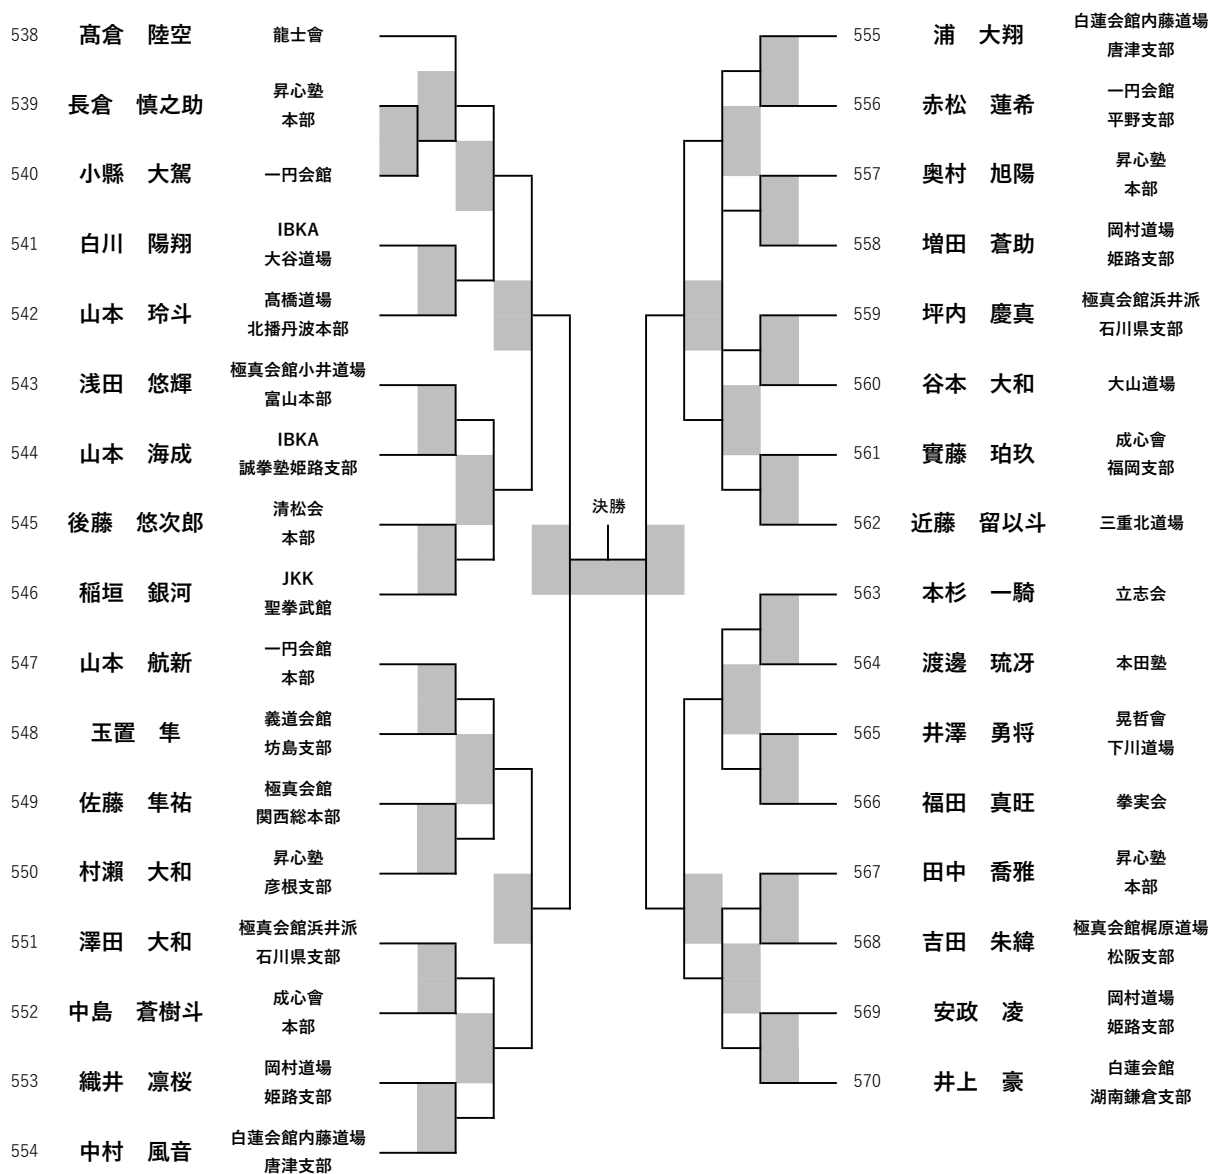 538 髙倉 陸空 龍士會
539 長倉 慎之助 昇心塾
本部
540 小縣 大駕 一円会館
541 白川 陽翔 IBKA
大谷道場
542 山本 玲斗 髙橋道場
北播丹波本部
543 浅田 悠輝 極真会館小井道場
富山本部
544 山本 海成 IBKA
誠拳塾姫路支部
545 後藤 悠次郎 清松会
本部
546 稲垣 銀河 JKK
聖拳武館
547 山本 航新 一円会館
本部
548 玉置 隼 義道会館
坊島支部
549 佐藤 隼祐 極真会館
関西総本部
550 村瀨 大和 昇心塾
彦根支部
551 澤田 大和 極真会館浜井派
石川県支部
552 中島 蒼樹斗 成心會
本部
553 織井 凛桜 岡村道場
姫路支部
554 中村 風音 白蓮会館内藤道場
唐津支部
決勝
555 浦 大翔 白蓮会館内藤道場
唐津支部
556 赤松 蓮希 一円会館
平野支部
557 奥村 旭陽 昇心塾
本部
558 増田 蒼助 岡村道場
姫路支部
559 坪内 慶真 極真会館浜井派
石川県支部
560 谷本 大和 大山道場
561 實藤 珀玖 成心會
福岡支部
562 近藤 留以斗 三重北道場
563 本杉 一騎 立志会
564 渡邊 琉冴 本田塾
565 井澤 勇将 晃哲會
下川道場
566 福田 真旺 拳実会
567 田中 喬雅 昇心塾
本部
568 吉田 朱緯 極真会館梶原道場
松阪支部
569 安政 凌 岡村道場
姫路支部
570 井上 豪 白蓮会館
湖南鎌倉支部